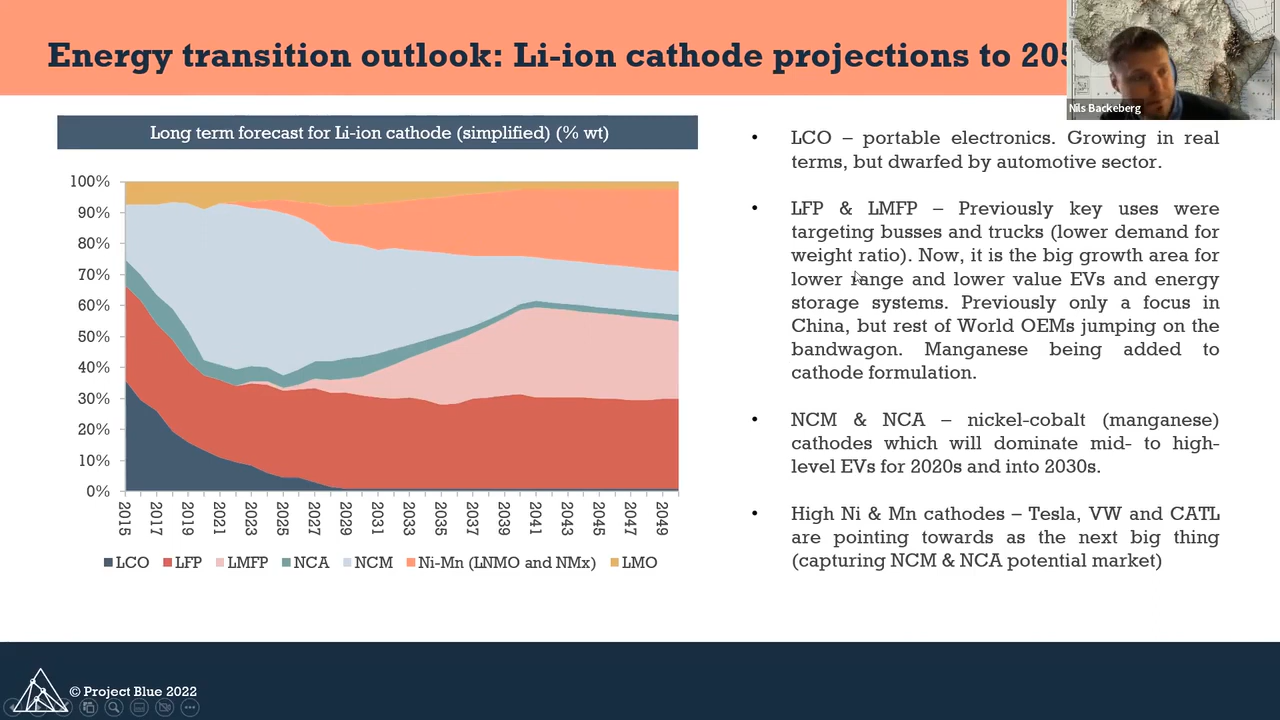 Energy transition outlook: Li-ion cathode projections to 205
Nils Backeberg
Long term forecast for Li-ion cathode (simplified) (% wt)
100%
90%
80%
70%
60%
50%
40%
30%
20%
10%
0%
2015 2017 2019 2021 2023 2025 2027 2029 2031 2033 2035 2037 2039 2041 2043 2045 2047 2049
LCO LFP LMFP NCA NCM Ni-Mn (LNMO and NMx) LMO
• LCO – portable electronics. Growing in real
terms, but dwarfed by automotive sector.
• LFP & LMFP – Previously key uses were
targeting busses and trucks (lower demand for
weight ratio). Now, it is the big growth area for
lower range and lower value EVs and energy
storage systems. Previously only a focus in
China, but rest of World OEMs jumping on the
bandwagon. Manganese being added to
cathode formulation.
• NCM & NCA – nickel-cobalt (manganese)
cathodes which will dominate mid- to high-
level EVs for 2020s and into 2030s.
• High Ni & Mn cathodes – Tesla, VW and CATL
are pointing towards as the next big thing
(capturing NCM & NCA potential market)
© Project Blue 2022